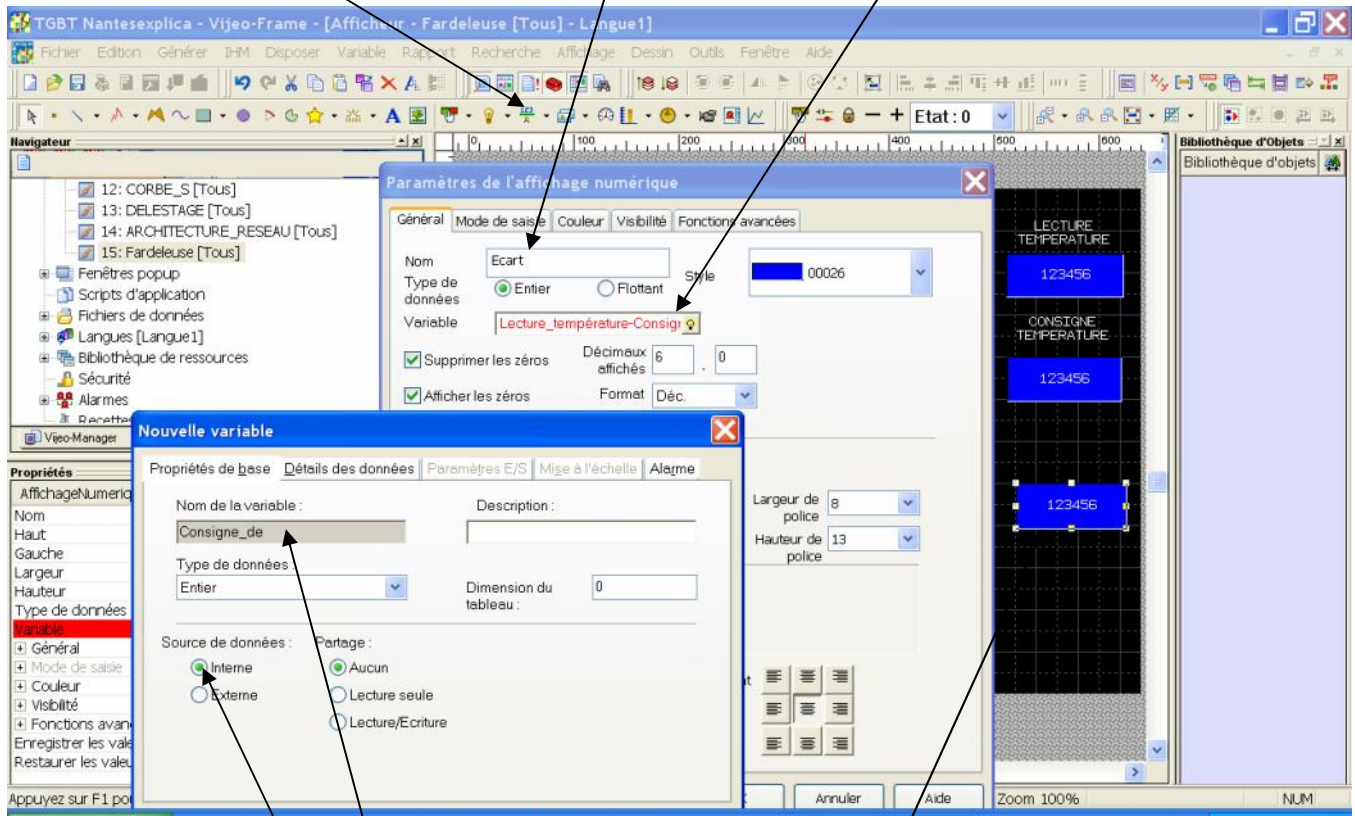 TGBT Nantesexplica - Vijeo-Frame - [Afficheur - Fardeleuse [Tous] - Langue1]
Fichier Edition Générer IHM Disposer Variable Rapport Recherche Affichage Dessin Outils Fenêtre Aide
Etat : 0
Navigateur
12: CORBE_S [Tous]
13: DELESTAGE [Tous]
14: ARCHITECTURE_RESEAU [Tous]
15: Fardeleuse [Tous]
Fenêtres popup
Scripts d'application
Fichiers de données
Langues [Langue1]
Bibliothèque de ressources
Sécurité
Alarmes
Recettes
Vijeo-Manager
Propriétés
AffichageNumeriq
Nom
Haut
Gauche
Largeur
Hauteur
Type de données
Variable
Général
Mode de saisie
Couleur
Visibilité
Fonctions avan
Enregistrer les vale
Restaurer les valeu
0 100 200 300 400 500 600
Paramètres de l'affichage numérique
Général Mode de saisie Couleur Visibilité Fonctions avancées
Nom Ecart
Style 00026
Type de données Entier Flottant
Variable Lecture_température-Consigr
Supprimer les zéros
Décimaux affichés 6 . 0
Afficher les zéros
Format Déc.
Largeur de police 8
Hauteur de police 13
Annuler Aide
Nouvelle variable
Propriétés de base Détails des données Paramètres E/S Mise à l'échelle Alarme
Nom de la variable : Description :
Consigne_de
Type de données :
Entier
Dimension du tableau : 0
Source de données : Partage :
Interne Aucun
Externe Lecture seule
Lecture/Ecriture
LECTURE
TEMPERATURE
123456
CONSIGNE
TEMPERATURE
123456
123456
Bibliothèque d'Objets
Bibliothèque d'objets
Appuyez sur F1 po
Zoom 100%
NUM